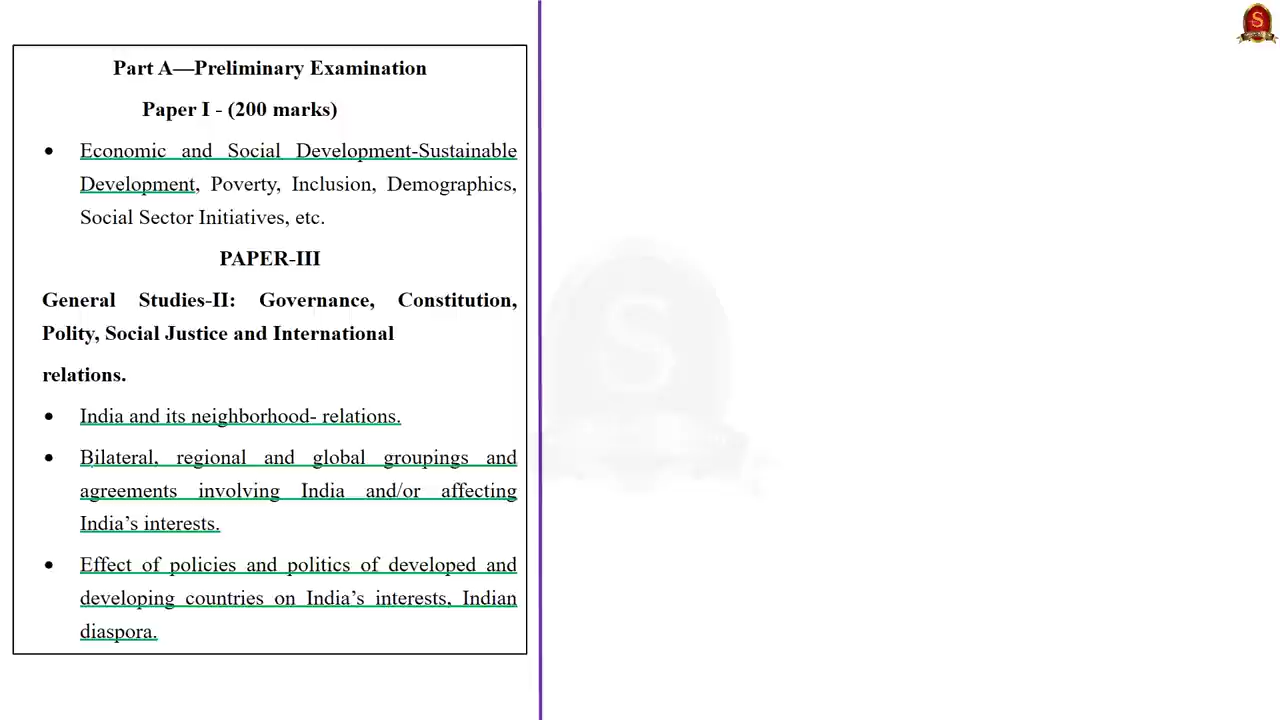 Part A—Preliminary Examination
Paper I - (200 marks)
• Economic and Social Development-Sustainable
Development, Poverty, Inclusion, Demographics,
Social Sector Initiatives, etc.
PAPER-III
General Studies-II: Governance, Constitution,
Polity, Social Justice and International
relations.
• India and its neighborhood- relations.
• Bilateral, regional and global groupings and
agreements involving India and/or affecting
India’s interests.
• Effect of policies and politics of developed and
developing countries on India’s interests, Indian
diaspora.
S
S